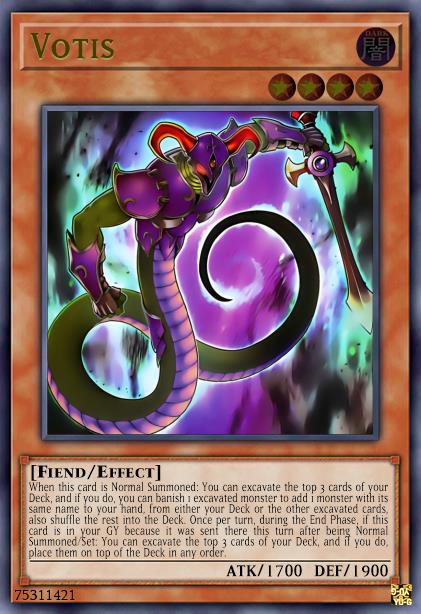 Votis
DARK
闇
[Fiend/Effect]
When this card is Normal Summoned: You can excavate the top 3 cards of your
Deck, and if you do, you can banish 1 excavated monster to add 1 monster with its
same name to your hand, from either your Deck or the other excavated cards,
also shuffle the rest into the Deck. Once per turn, during the End Phase, if this
card is in your GY because it was sent there this turn after being Normal
Summoned/Set: You can excavate the top 3 cards of your Deck, and if you do,
place them on top of the Deck in any order.
ATK/1700 DEF/1900
75311421